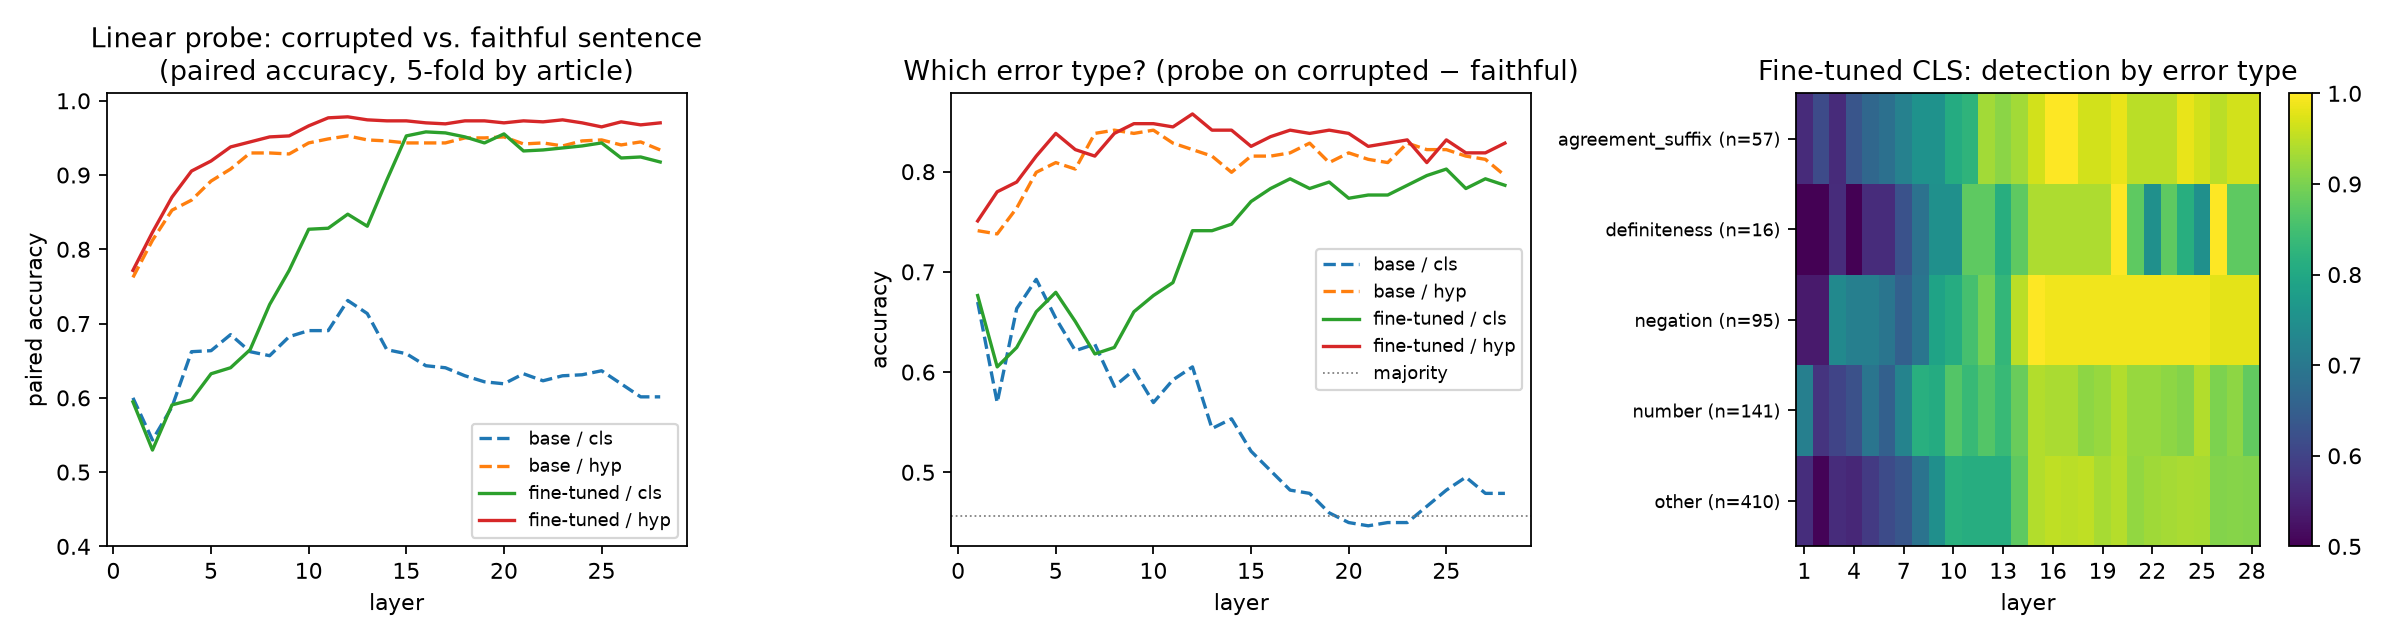 Linear probe: corrupted vs. faithful sentence
(paired accuracy, 5-fold by article)
paired accuracy
1.0
0.9
0.8
0.7
0.6
0.5
0.4
base / cls
base / hyp
fine-tuned / cls
fine-tuned / hyp
0 5 10 15 20 25
layer
Which error type? (probe on corrupted − faithful)
accuracy
0.8
0.7
0.6
0.5
base / cls
base / hyp
fine-tuned / cls
fine-tuned / hyp
majority
0 5 10 15 20 25
layer
Fine-tuned CLS: detection by error type
agreement_suffix (n=57)
definiteness (n=16)
negation (n=95)
number (n=141)
other (n=410)
1 4 7 10 13 16 19 22 25 28
layer
1.0
0.9
0.8
0.7
0.6
0.5